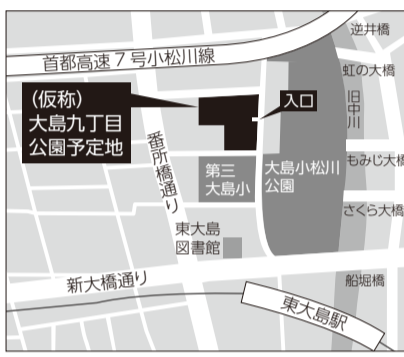 逆井橋
首都高速7号小松川線
虹の大橋
(仮称)
大島九丁目
公園予定地
入口
旧中川
番所橋通り
第三
大島小
大島小松川
公園
もみじ大橋
さくら大橋
東大島
図書館
新大橋通り
船堀橋
東大島駅